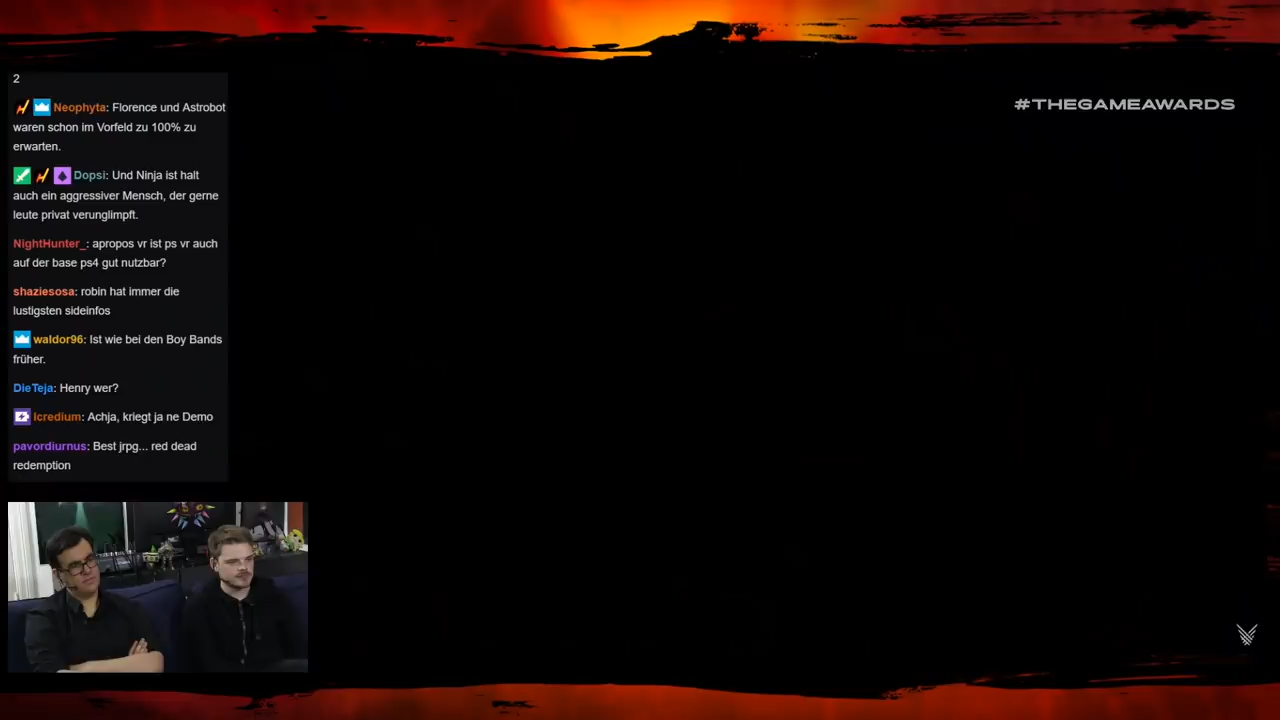 2
Neophyta: Florence und Astrobot
waren schon im Vorfeld zu 100% zu
erwarten.
Dopsi: Und Ninja ist halt
auch ein aggressiver Mensch, der gerne
leute privat verunglimpft.
NightHunter_: apropos vr ist ps vr auch
auf der base ps4 gut nutzbar?
shaziesosa: robin hat immer die
lustigsten sideinfos
waldor96: Ist wie bei den Boy Bands
früher.
DieTeja: Henry wer?
icredium: Achja, kriegt ja ne Demo
pavordiurnus: Best jrpg... red dead
redemption
#THEGAMEAWARDS